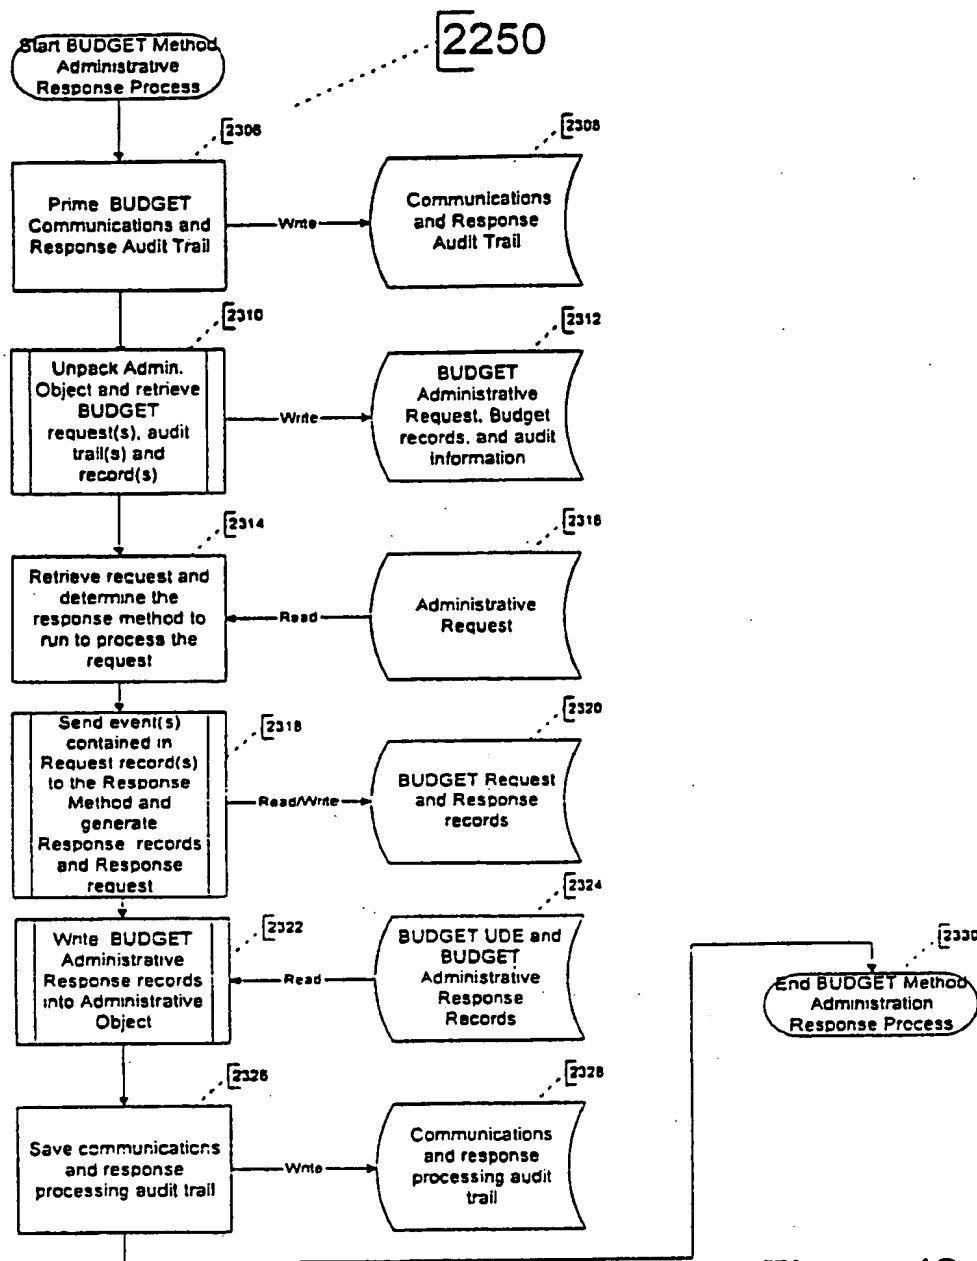 2250
Start BUDGET Method
Administrative
Response Process
2306
2308
Prime BUDGET
Communications and
Response Audit Trail
Write
Communications
and Response
Audit Trail
2310
2312
Unpack Admin.
Object and retrieve
BUDGET
request(s), audit
trail(s) and
record(s)
Write
BUDGET
Administrative
Request, Budget
records, and audit
information
2314
2316
Retrieve request and
determine the
response method to
run to process the
request
Read
Administrative
Request
2318
2320
Send event(s)
contained in
Request record(s)
to the Response
Method and
generate
Response records
and Response
request
Read/Write
BUDGET Request
and Response
records
2322
2324
Write BUDGET
Administrative
Response records
into Administrative
Object
Read
BUDGET UDE and
BUDGET
Administrative
Response
Records
2330
End BUDGET Method
Administration
Response Process
2326
2328
Save communications
and response
processing audit trail
Write
Communications
and response
processing audit
trail